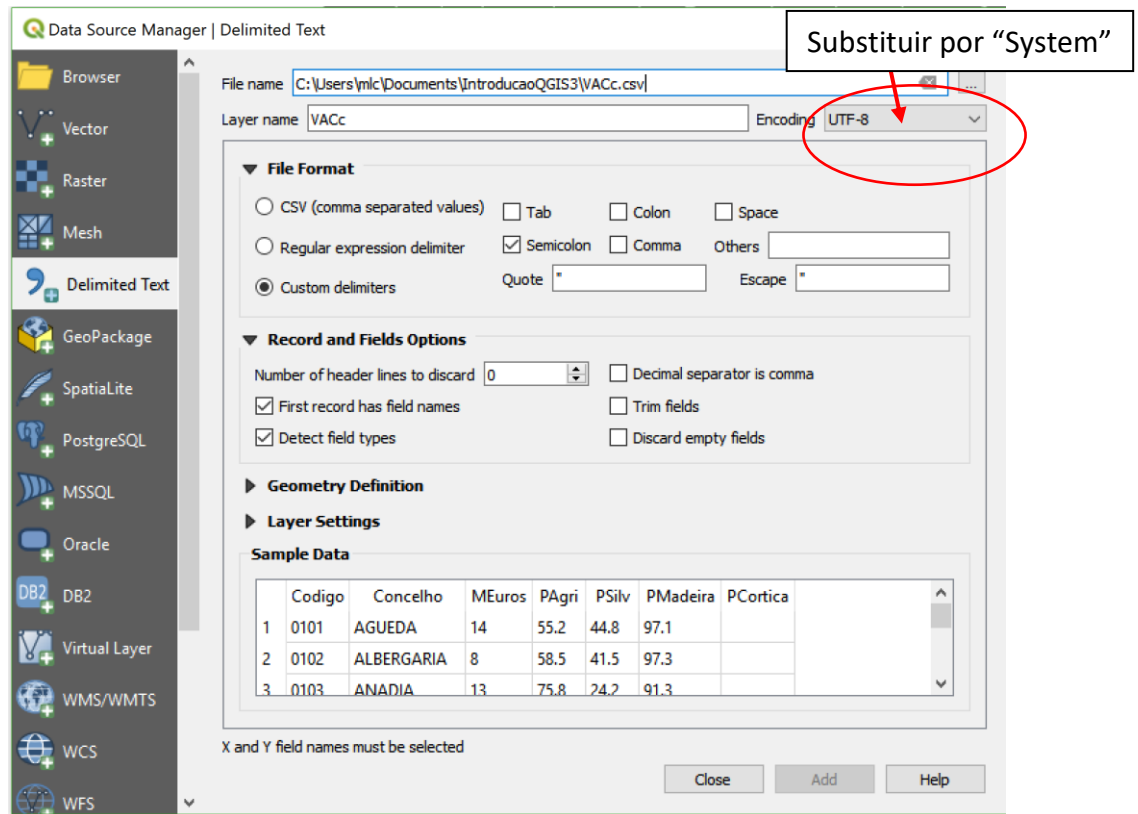 Data Source Manager | Delimited Text
Substituir por “System”
Browser
Vector
Raster
Mesh
Delimited Text
GeoPackage
SpatiaLite
PostgreSQL
MSSQL
Oracle
DB2 DB2
Virtual Layer
WMS/WMTS
WCS
WFS
File name C:\Users\mlc\Documents\IntroducaoQGIS3\VACc.csv ...
Layer name VACc Encoding UTF-8
File Format
CSV (comma separated values) Tab Colon Space
Regular expression delimiter Semicolon Comma Others
Custom delimiters Quote " Escape "
Record and Fields Options
Number of header lines to discard 0 Decimal separator is comma
First record has field names Trim fields
Detect field types Discard empty fields
Geometry Definition
Layer Settings
Sample Data
Codigo Concelho MEuros PAgri PSilv PMadeira PCortica
1 0101 AGUEDA 14 55.2 44.8 97.1
2 0102 ALBERGARIA 8 58.5 41.5 97.3
3 0103 ANADIA 13 75.8 24.2 91.3
X and Y field names must be selected
Close Add Help